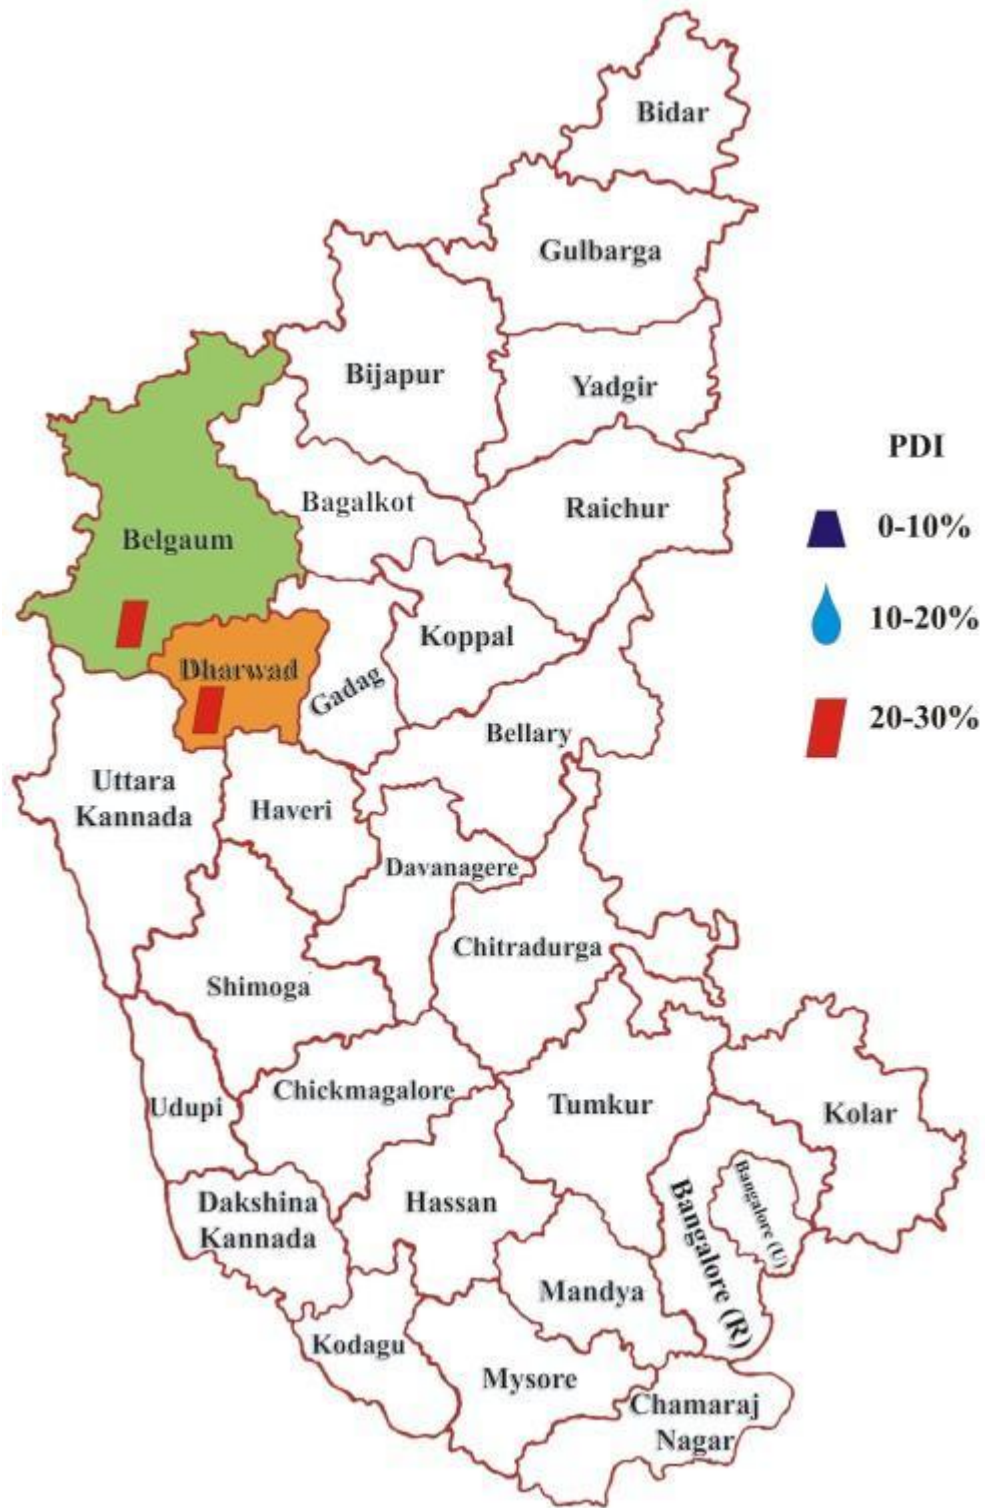 Bidar
Gulbarga
Bijapur
Yadgir
PDI
Bagalkot
Raichur
0-10%
Belgaum
10-20%
Koppal
Dharwad
Gadag
20-30%
Bellary
Uttara
Kannada
Haveri
Davanagere
Chitradurga
Shimoga
Chickmagalore
Udupi
Tumkur
Kolar
Dakshina
Kannada
Hassan
Bangalore (R)
Bangalore (U)
Mandya
Kodagu
Mysore
Chamaraj
Nagar